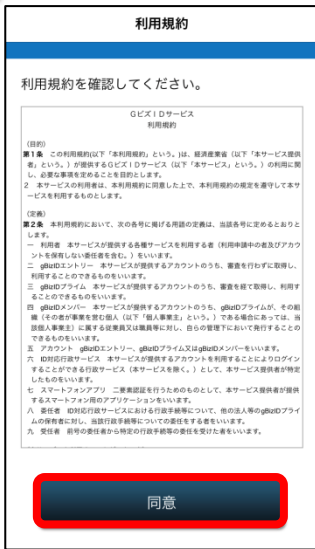 利用規約
利用規約を確認してください。
GビズIDサービス
利用規約
（目的）
第1条　この利用規約(以下「本利用規約」という。)は、経済産業省（以下「本サービス提供
者」という。）が提供するGビズIDサービス（以下「本サービス」という。）の利用に関
し、必要な事項を定めることを目的とします。
2　本サービスの利用者は、本利用規約に同意した上で、本利用規約の規定を遵守して本サ
ービスを利用するものとします。
（定義）
第2条　本利用規約において、次の各号に掲げる用語の定義は、当該各号に定めるとおりと
します。
一　利用者　本サービスが提供する各種サービスを利用する者（利用申請中の者及びアカウ
ントを保有しない委任者を含む。）をいいます。
二　gBizIDエントリー　本サービスが提供するアカウントのうち、審査を行わずに取得し、
利用することのできるものをいいます。
三　gBizIDプライム　本サービスが提供するアカウントのうち、審査を経て取得し、利用す
ることのできるものをいいます。
四　gBizIDメンバー　本サービスが提供するアカウントのうち、gBizIDプライムが、その組
織（その者が事業を営む個人（以下「個人事業主」という。）である場合にあっては、当
該個人事業主）に属する従業員又は職員等に対し、自らの管理下において発行することの
できるものをいいます。
五　アカウント　gBizIDエントリー、gBizIDプライム又はgBizIDメンバーをいいます。
六　ID対応行政サービス　本サービスが提供するアカウントを利用することによりログイン
することができる行政サービス（本サービスを除く。）として、本サービス提供者が特定
したものをいいます。
七　スマートフォンアプリ　二要素認証を行うためのものとして、本サービス提供者が提供
するスマートフォン用のアプリケーションをいいます。
八　委任者　ID対応行政サービスにおける行政手続等について、他の法人等のgBizIDプライ
ムの保有者に対し、当該行政手続等についての委任をする者をいいます。
九　受任者　前号の委任者から特定の行政手続等の委任を受けた者をいいます。
同意